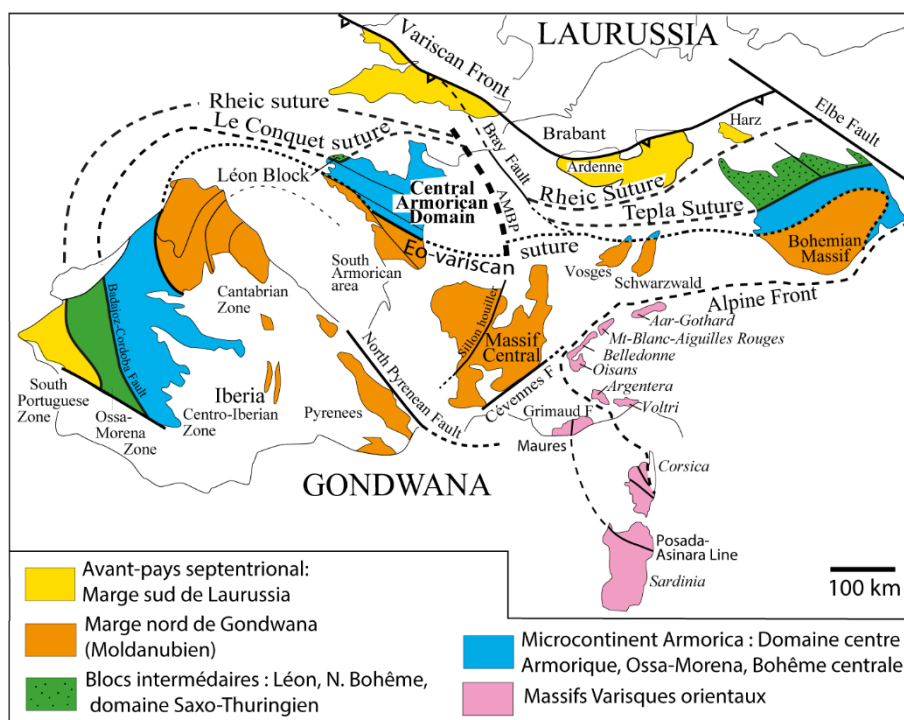 LAURUSSIA
Variscan Front
Rheic suture
Le Conquet suture
Léon Block
Bray Fault
Brabant
Ardenne
Harz
Elbe Fault
Central
Armorican
Domain
AMBP
Rheic Suture
Tepla Suture
Eo-variscan suture
Bohemian
Massif
South
Armorican
area
Vosges
Schwarzwald
Alpine Front
Cantabrian
Zone
Badajoz-Cordoba Fault
Sillon houiller
Massif
Central
Aar-Gothard
Mt-Blanc-Aiguilles Rouges
Belledonne
Oisans
Argentera
Cévennes F
North Pyrenean Fault
Iberia
South
Portuguese
Zone
Ossa-
Morena
Zone
Centro-Iberian
Zone
Pyrenees
Grimaud F
Voltri
Maures
GONDWANA
Corsica
Posada-
Asinara Line
Sardinia
100 km
Avant-pays septentrional:
Marge sud de Laurussia
Marge nord de Gondwana
(Moldanubien)
Blocs intermédaires : Léon, N. Bohême,
domaine Saxo-Thuringien
Microcontinent Armorica : Domaine centre
Armorique, Ossa-Morena, Bohême centrale
Massifs Varisques orientaux